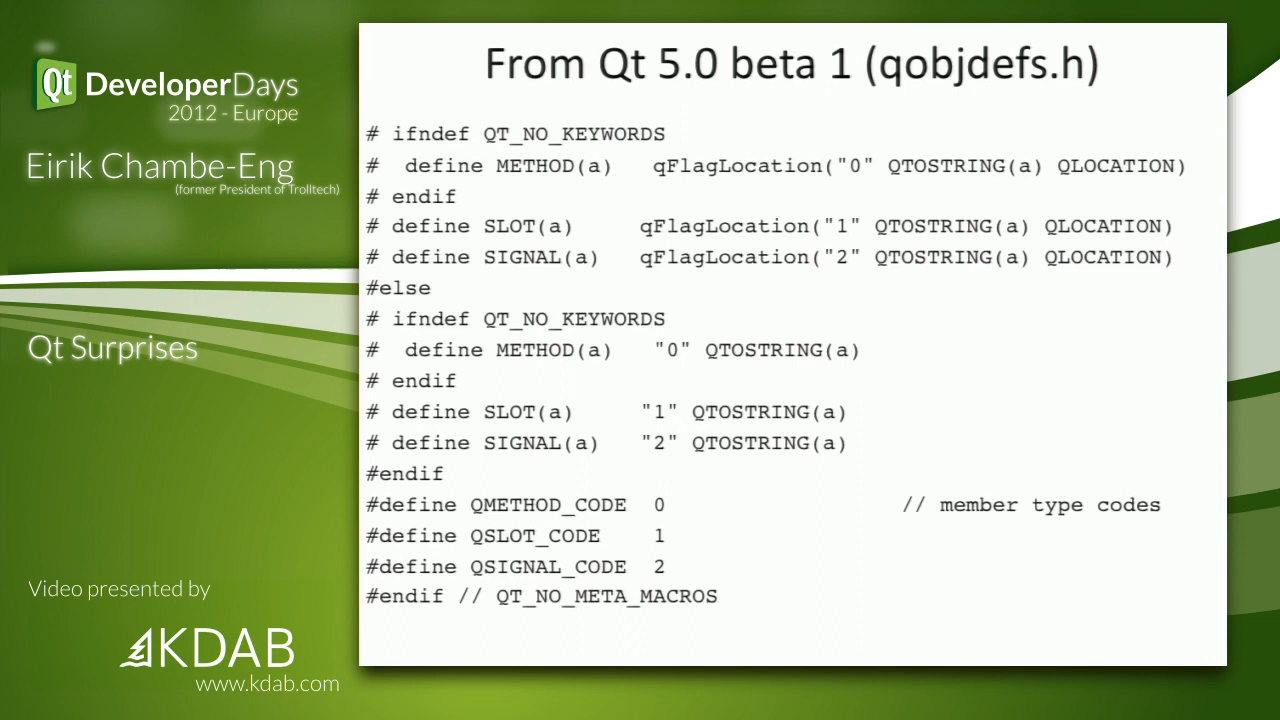 Qt DeveloperDays
2012 - Europe
Eirik Chambe-Eng
(former President of Trolltech)
Qt Surprises
Video presented by
KDAB
www.kdab.com
From Qt 5.0 beta 1 (qobjdefs.h)
# ifndef QT_NO_KEYWORDS
#  define METHOD(a)   qFlagLocation("0" QTOSTRING(a) QLOCATION)
# endif
# define SLOT(a)     qFlagLocation("1" QTOSTRING(a) QLOCATION)
# define SIGNAL(a)   qFlagLocation("2" QTOSTRING(a) QLOCATION)
#else
# ifndef QT_NO_KEYWORDS
#  define METHOD(a)   "0" QTOSTRING(a)
# endif
# define SLOT(a)     "1" QTOSTRING(a)
# define SIGNAL(a)   "2" QTOSTRING(a)
#endif
#define QMETHOD_CODE  0                  // member type codes
#define QSLOT_CODE    1
#define QSIGNAL_CODE  2
#endif // QT_NO_META_MACROS